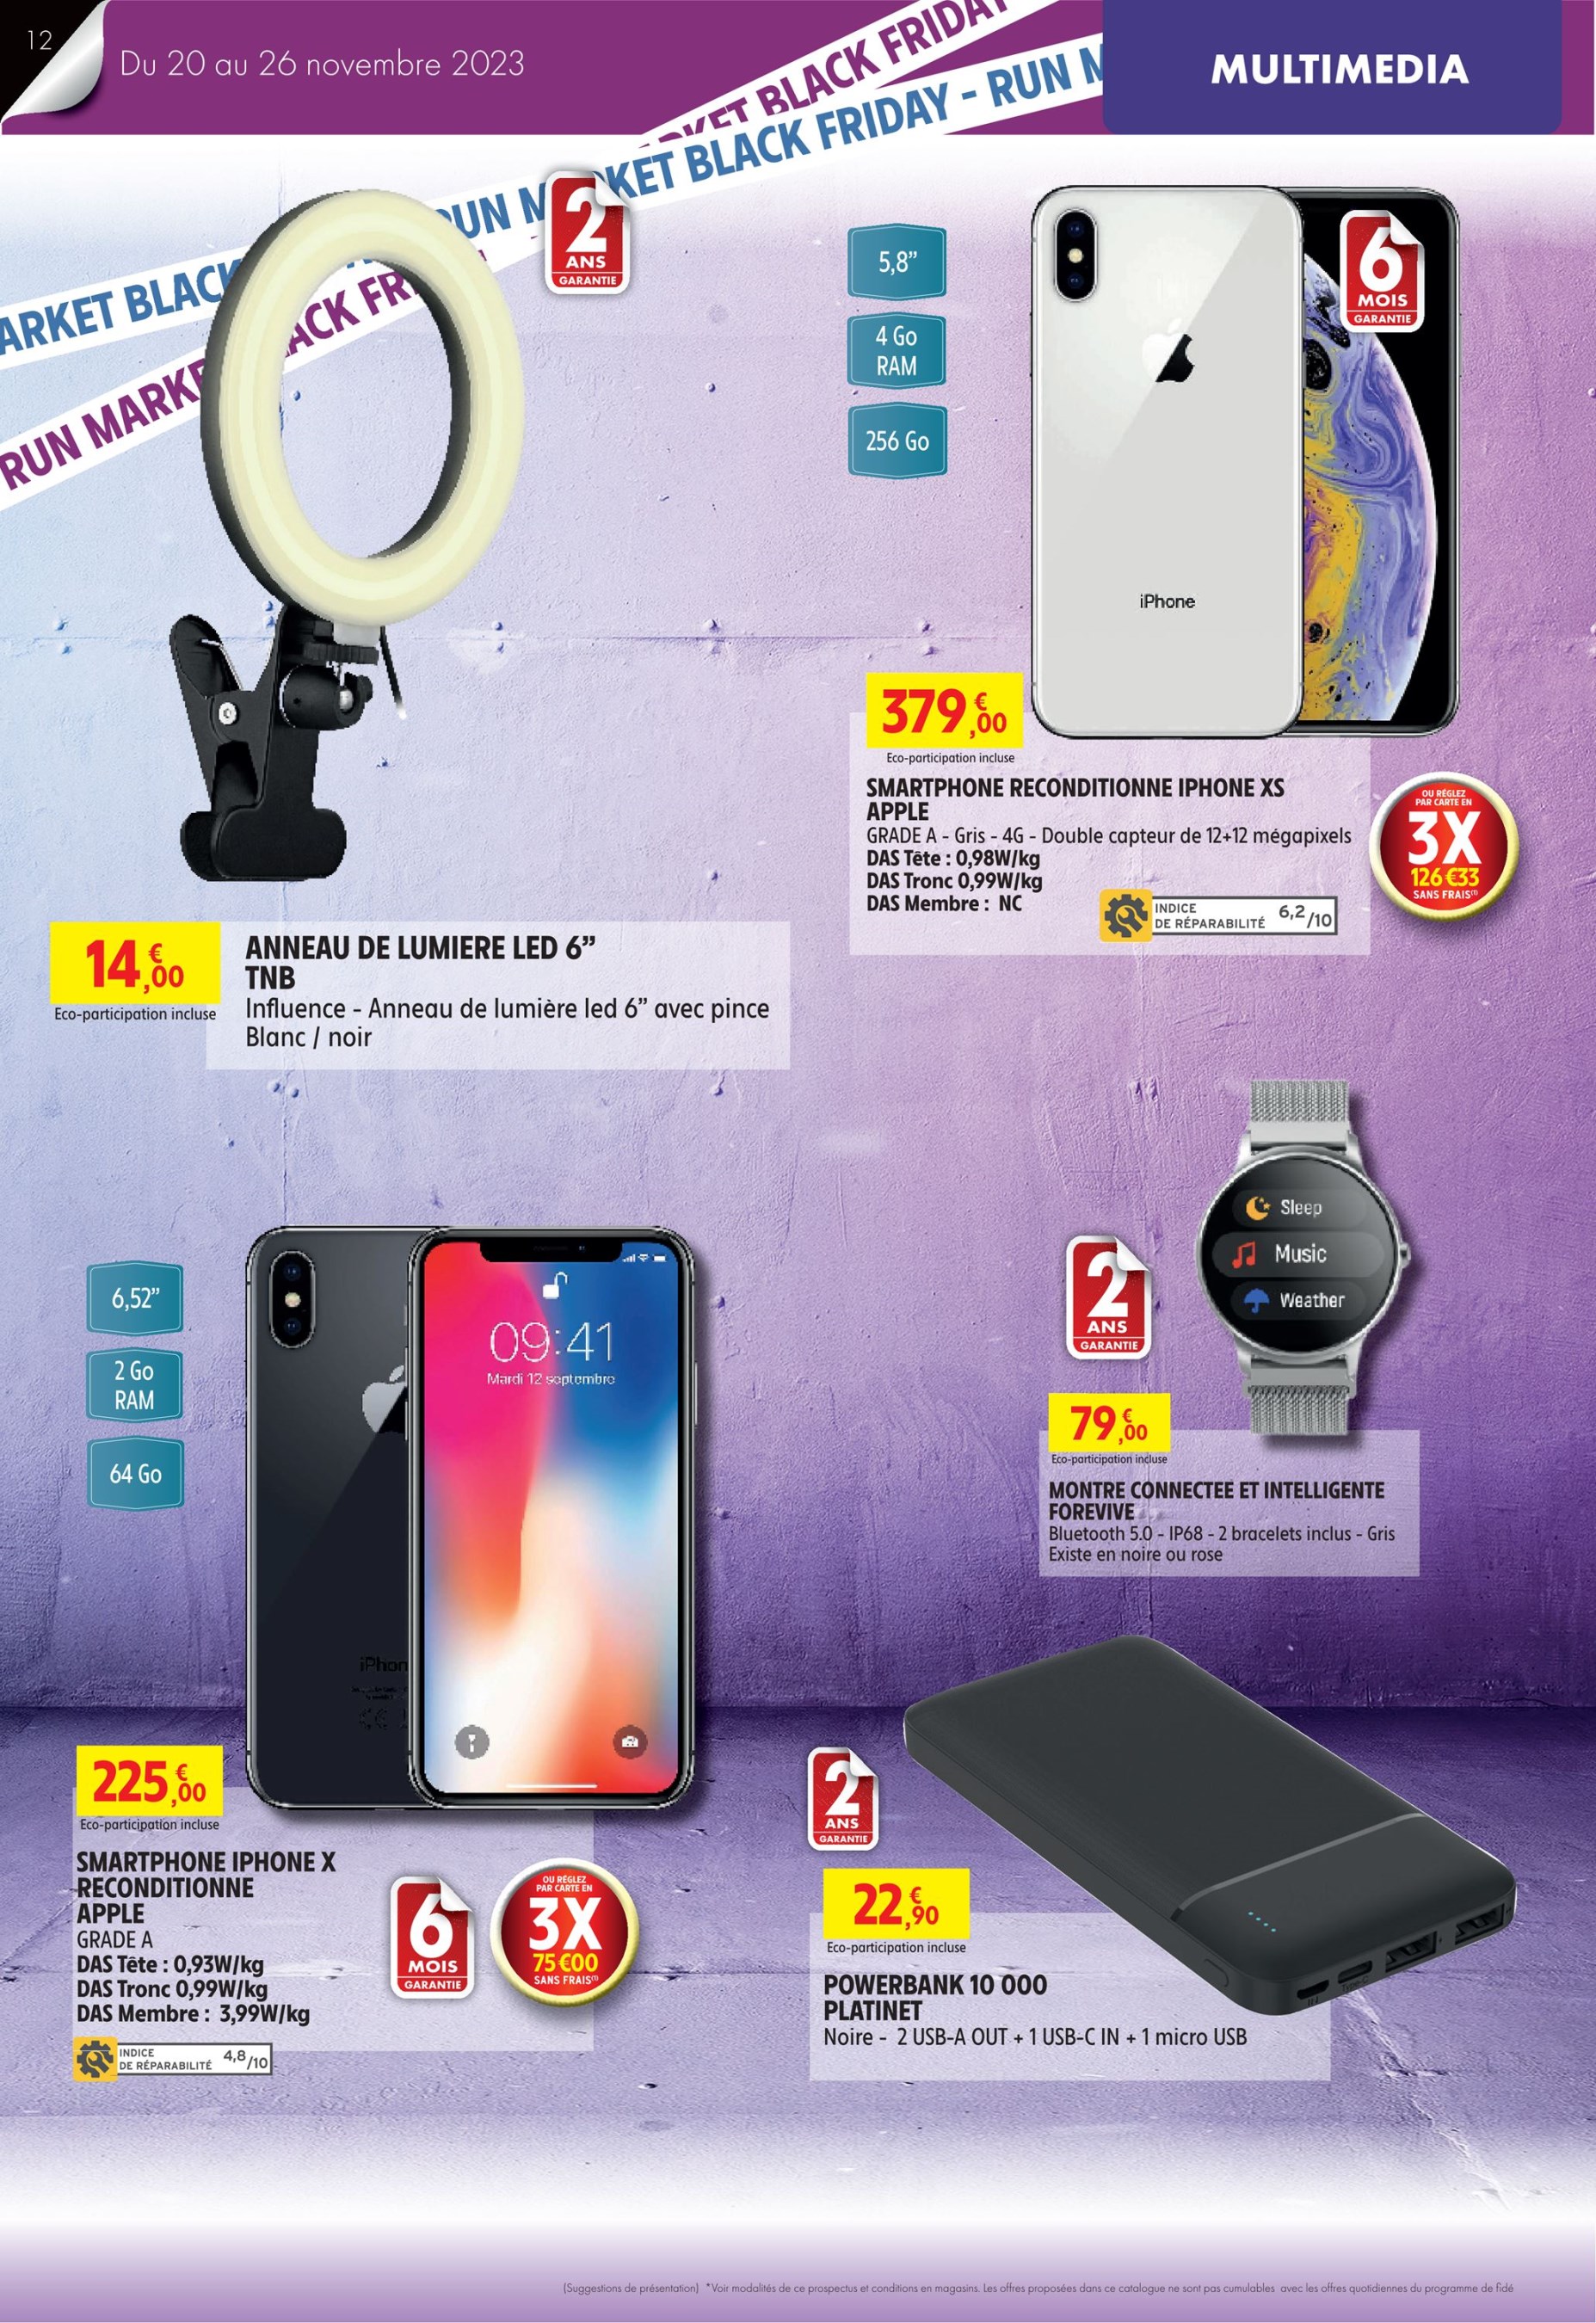 12
Du 20 au 26 novembre 2023
MULTIMEDIA
RKET BLACK FRIDAY
RUN MARKET BLACK FRIDAY - RUN M
ARKET BLACK
RUN MARKE ACK FR
2
ANS
GARANTIE
5,8”
4 Go
RAM
256 Go
6
MOIS
GARANTIE
iPhone
379,€00
Eco-participation incluse
SMARTPHONE RECONDITIONNE IPHONE XS
APPLE
GRADE A - Gris - 4G - Double capteur de 12+12 mégapixels
DAS Tête : 0,98W/kg
DAS Tronc 0,99W/kg
DAS Membre : NC
INDICE
DE RÉPARABILITÉ 6,2/10
OU RÉGLEZ
PAR CARTE EN
3X
126 €33
SANS FRAIS(1)
14,€00
Eco-participation incluse
ANNEAU DE LUMIERE LED 6”
TNB
Influence - Anneau de lumière led 6” avec pince
Blanc / noir
Sleep
Music
Weather
2
ANS
GARANTIE
79,€00
Eco-participation incluse
MONTRE CONNECTEE ET INTELLIGENTE
FOREVIVE
Bluetooth 5.0 - IP68 - 2 bracelets inclus - Gris
Existe en noire ou rose
6,52”
2 Go
RAM
64 Go
09:41
Mardi 12 septembre
iPhon
225,€00
Eco-participation incluse
SMARTPHONE IPHONE X
RECONDITIONNE
APPLE
GRADE A
DAS Tête : 0,93W/kg
DAS Tronc 0,99W/kg
DAS Membre : 3,99W/kg
INDICE
DE RÉPARABILITÉ 4,8/10
6
MOIS
GARANTIE
OU RÉGLEZ
PAR CARTE EN
3X
75 €00
SANS FRAIS(1)
2
ANS
GARANTIE
22,€90
Eco-participation incluse
POWERBANK 10 000
PLATINET
Noire - 2 USB-A OUT + 1 USB-C IN + 1 micro USB
(Suggestions de présentation) *Voir modalités de ce prospectus et conditions en magasins. Les offres proposées dans ce catalogue ne sont pas cumulables avec les offres quotidiennes du programme de fidé